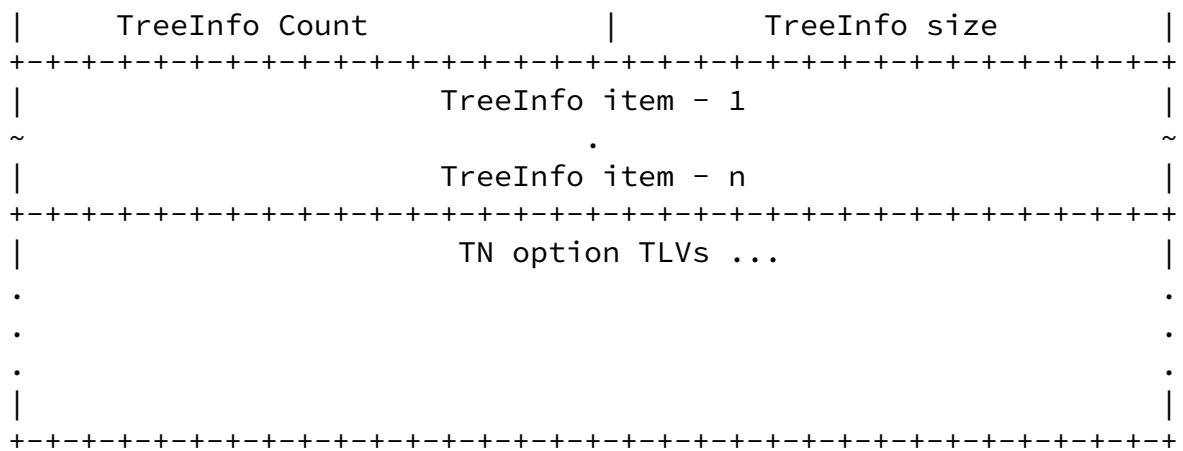 |     TreeInfo Count             |        TreeInfo size         |
+-+-+-+-+-+-+-+-+-+-+-+-+-+-+-+-+-+-+-+-+-+-+-+-+-+-+-+-+-+-+-+-+
|                       TreeInfo item - 1                       |
~                               .                               ~
|                       TreeInfo item - n                       |
+-+-+-+-+-+-+-+-+-+-+-+-+-+-+-+-+-+-+-+-+-+-+-+-+-+-+-+-+-+-+-+-+
|                        TN option TLVs ...                     |
.                                                               .
.                                                               .
.                                                               .
|                                                               |
+-+-+-+-+-+-+-+-+-+-+-+-+-+-+-+-+-+-+-+-+-+-+-+-+-+-+-+-+-+-+-+-+